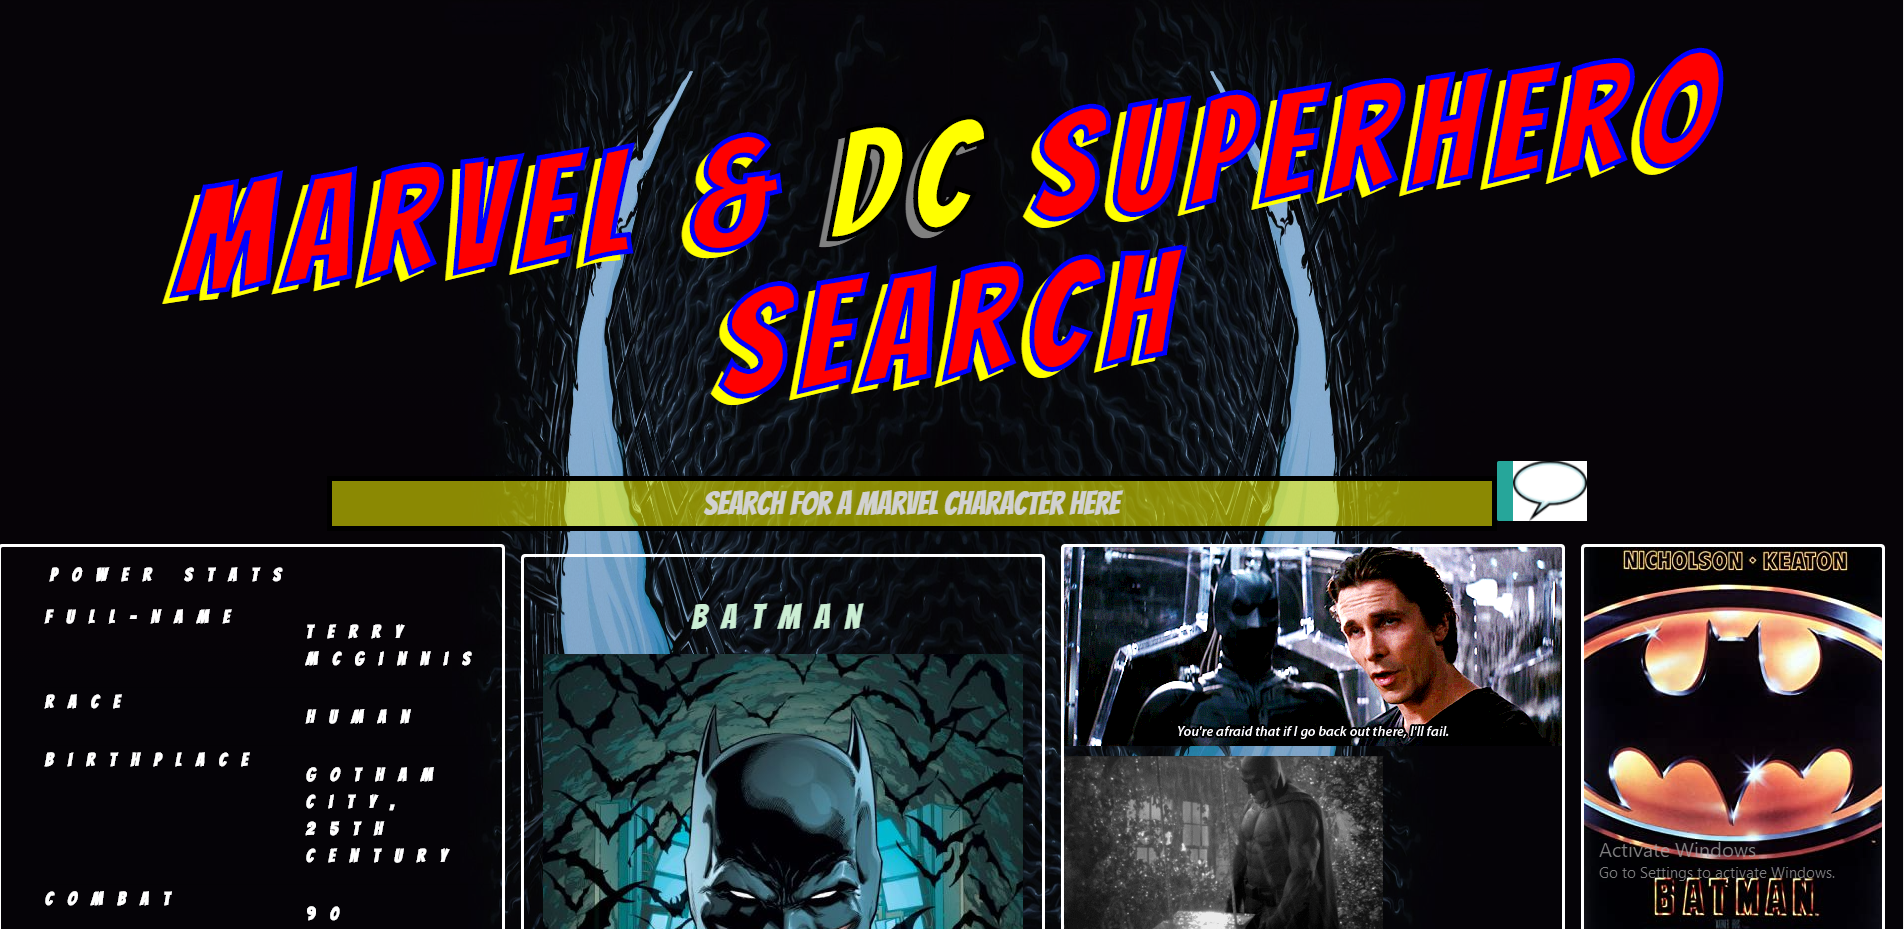 MARVEL & DC SUPERHERO
SEARCH
SEARCH FOR A MARVEL CHARACTER HERE
POWER STATS
FULL-NAME
TERRY
MCGINNIS
RACE
HUMAN
BIRTHPLACE
GOTHAM
CITY,
25TH
CENTURY
COMBAT
90
BATMAN
You're afraid that if I go back out there, I'll fail.
NICHOLSON • KEATON
Activate Windows
Go to Settings to activate Windows.
BATMAN